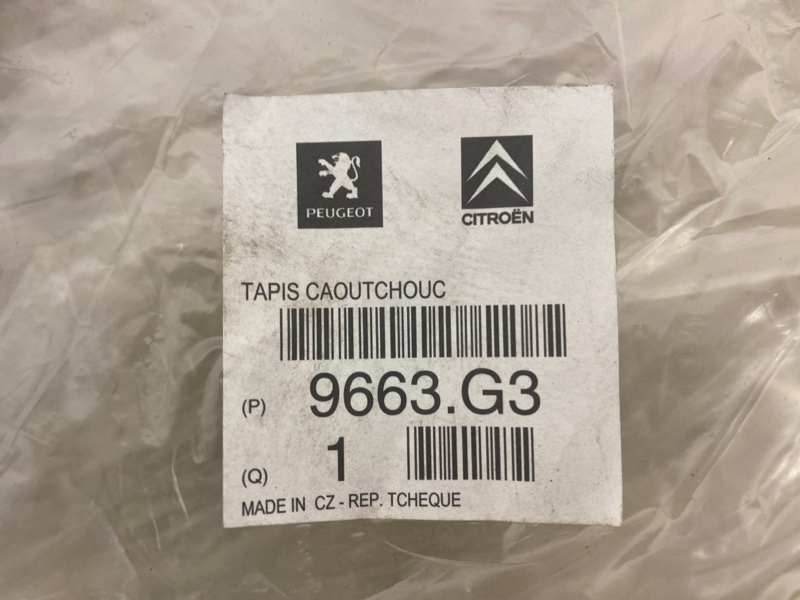 PEUGEOT
CITROËN
TAPIS CAOUTCHOUC
(P) 9663.G3
(Q) 1
MADE IN CZ - REP. TCHEQUE